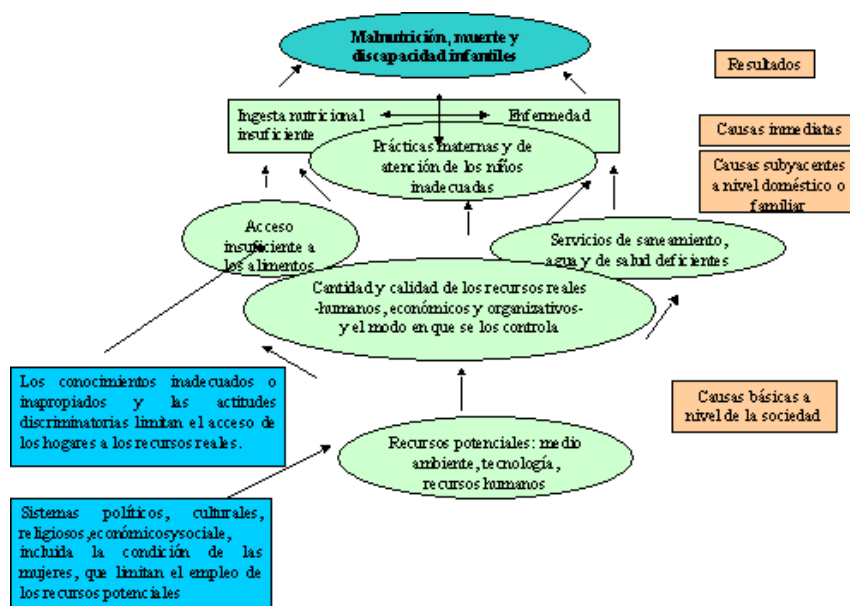 Malnutrición, muerte y
discapacidad infantiles
Resultados
Ingesta nutricional
insuficiente
Enfermedad
Causas inmediatas
Prácticas maternas y de
atención de los niños
inadecuadas
Causas subyacentes
a nivel doméstico o
familiar
Acceso
insuficiente a
los alimentos
Servicios de saneamiento,
agua y de salud deficientes
Cantidad y calidad de los recursos reales
-humanos, económicos y organizativos-
y el modo en que se los controla
Los conocimientos inadecuados o
inapropiados y las actitudes
discriminatorias limitan el acceso de
los hogares a los recursos reales.
Causas básicas a
nivel de la sociedad
Recursos potenciales: medio
ambiente, tecnología,
recursos humanos
Sistemas políticos, culturales,
religiosos,económicosysociale,
incluida la condición de las
mujeres, que limitan el empleo de
los recursos potenciales